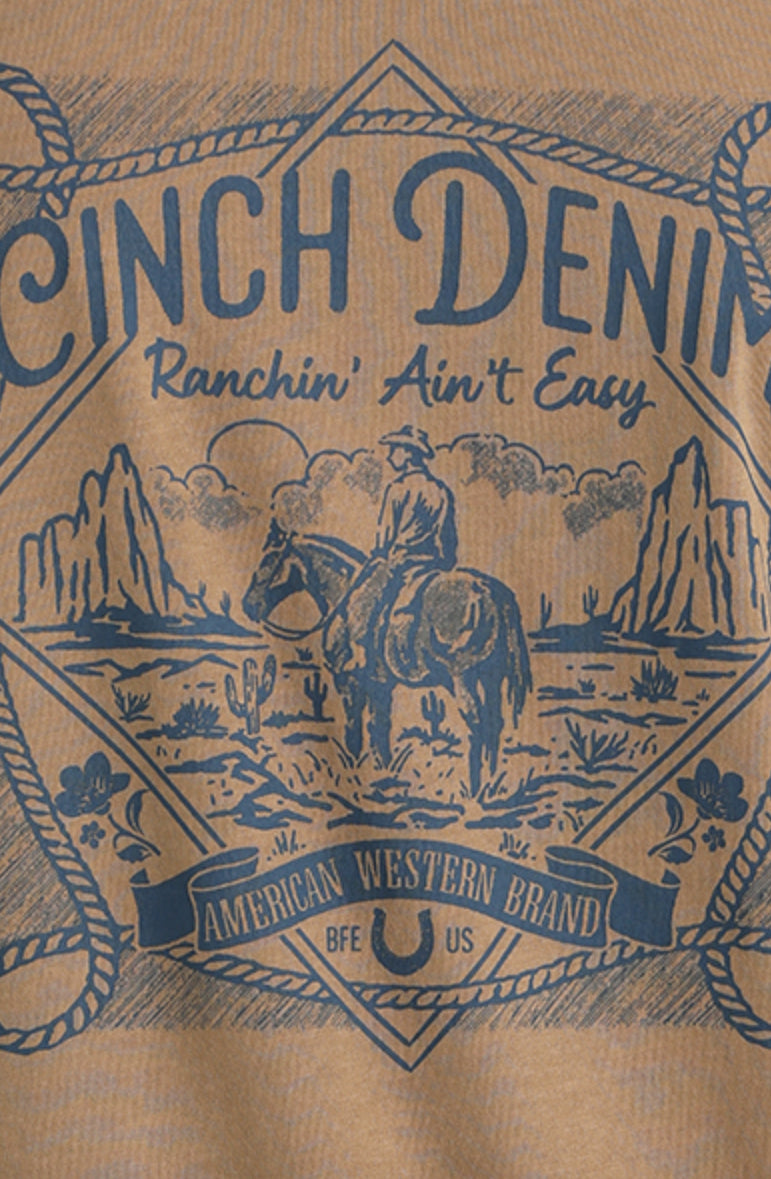 CINCH DENIM
Ranchin' Ain't Easy
AMERICAN WESTERN BRAND
BFE US